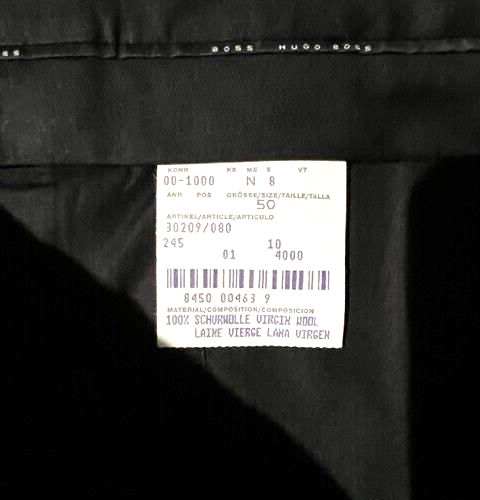 SS BOSS HUGO BOSS
KDNR KE ME S VT
00-1000 N 8
ANR POS GRÖSSE/SIZE/TAILLE/TALLA
50
ARTIKEL/ARTICLE/ARTICULO
30209/080
245 10
01 4000
8450 00463 9
MATERIAL/COMPOSITION/COMPOSICION
100% SCHURWOLLE VIRGIN WOOL
LAINE VIERGE LANA VIRGEN